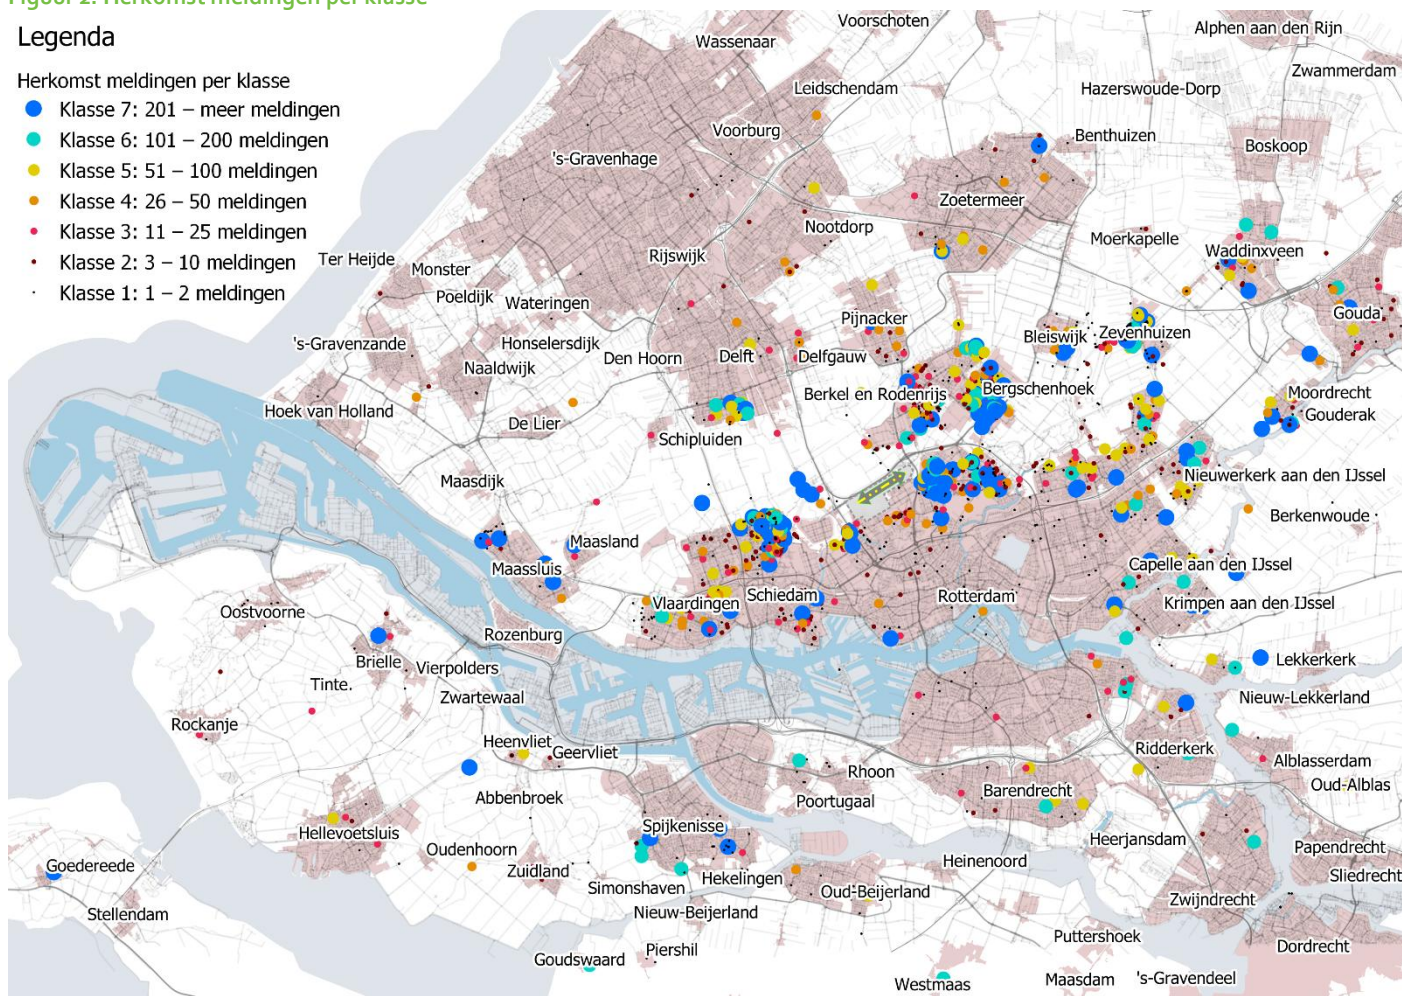 Figuur 2: Herkomst meldingen per klasse
Legenda
Herkomst meldingen per klasse
Klasse 7: 201 – meer meldingen
Klasse 6: 101 – 200 meldingen
Klasse 5: 51 – 100 meldingen
Klasse 4: 26 – 50 meldingen
Klasse 3: 11 – 25 meldingen
Klasse 2: 3 – 10 meldingen
Klasse 1: 1 – 2 meldingen
Voorschoten
Wassenaar
Alphen aan den Rijn
Zwammerdam
Leidschendam
Hazerswoude-Dorp
Voorburg
Benthuizen
Boskoop
's-Gravenhage
Zoetermeer
Nootdorp
Moerkapelle
Waddinxveen
Ter Heijde
Monster
Rijswijk
Poeldijk
Wateringen
Gouda
Pijnacker
's-Gravenzande
Honselersdijk
Den Hoorn
Delft
Delfgauw
Bleiswijk
Zevenhuizen
Naaldwijk
Berkel en Rodenrijs
Bergschenhoek
Moordrecht
Hoek van Holland
De Lier
Gouderak
Schipluiden
Maasdijk
Nieuwerkerk aan den IJssel
Berkenwoude
Maasland
Maassluis
Capelle aan den IJssel
Oostvoorne
Vlaardingen
Schiedam
Rotterdam
Krimpen aan den IJssel
Rozenburg
Brielle
Vierpolders
Lekkerkerk
Tinte.
Zwartewaal
Nieuw-Lekkerland
Rockanje
Heenvliet
Geervliet
Ridderkerk
Alblasserdam
Rhoon
Abbenbroek
Poortugaal
Barendrecht
Oud-Alblas
Hellevoetsluis
Spijkenisse
Heerjansdam
Papendrecht
Goedereede
Oudenhoorn
Zuidland
Heinenoord
Sliedrecht
Simonshaven
Hekelingen
Oud-Beijerland
Zwijndrecht
Stellendam
Nieuw-Beijerland
Puttershoek
Dordrecht
Piershil
Goudswaard
Westmaas
Maasdam
's-Gravendeel